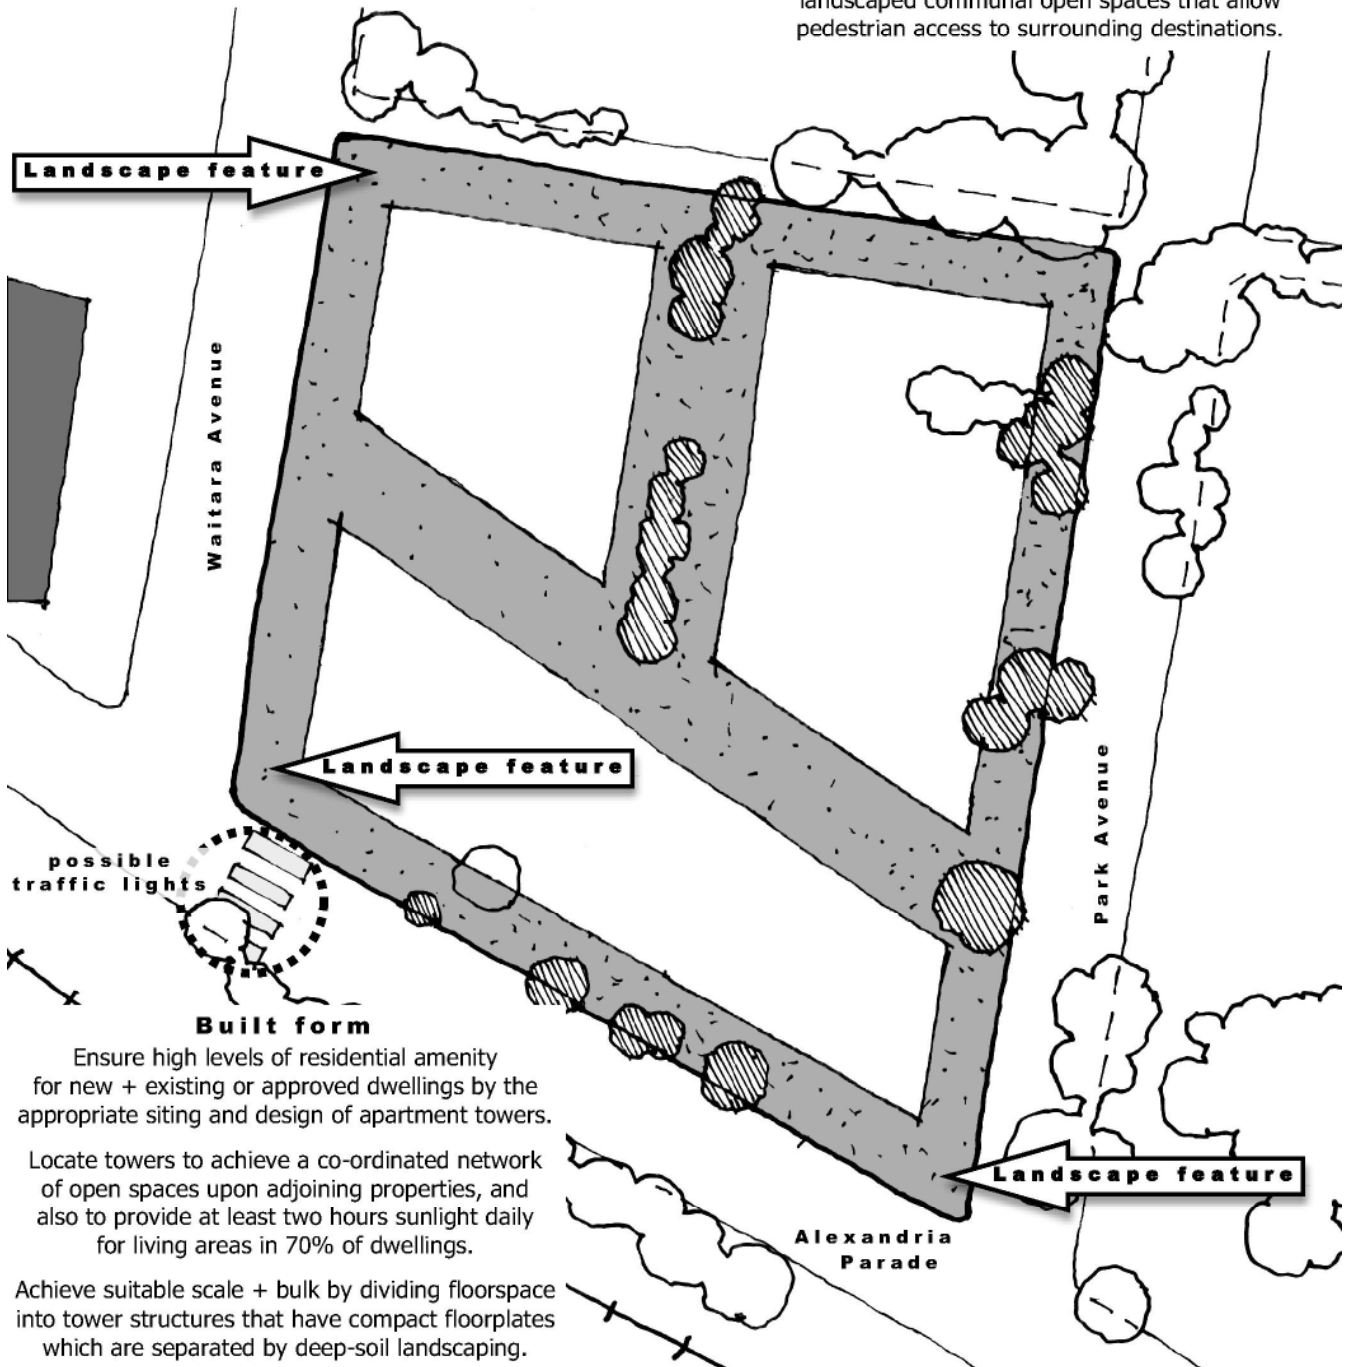 landscaped communal open spaces that allow
pedestrian access to surrounding destinations.
Landscape feature
Waitara Avenue
Landscape feature
Park Avenue
possible
traffic lights
Built form
Ensure high levels of residential amenity
for new + existing or approved dwellings by the
appropriate siting and design of apartment towers.
Locate towers to achieve a co-ordinated network
of open spaces upon adjoining properties, and
also to provide at least two hours sunlight daily
for living areas in 70% of dwellings.
Achieve suitable scale + bulk by dividing floorspace
into tower structures that have compact floorplates
which are separated by deep-soil landscaping.
Landscape feature
Alexandria
Parade